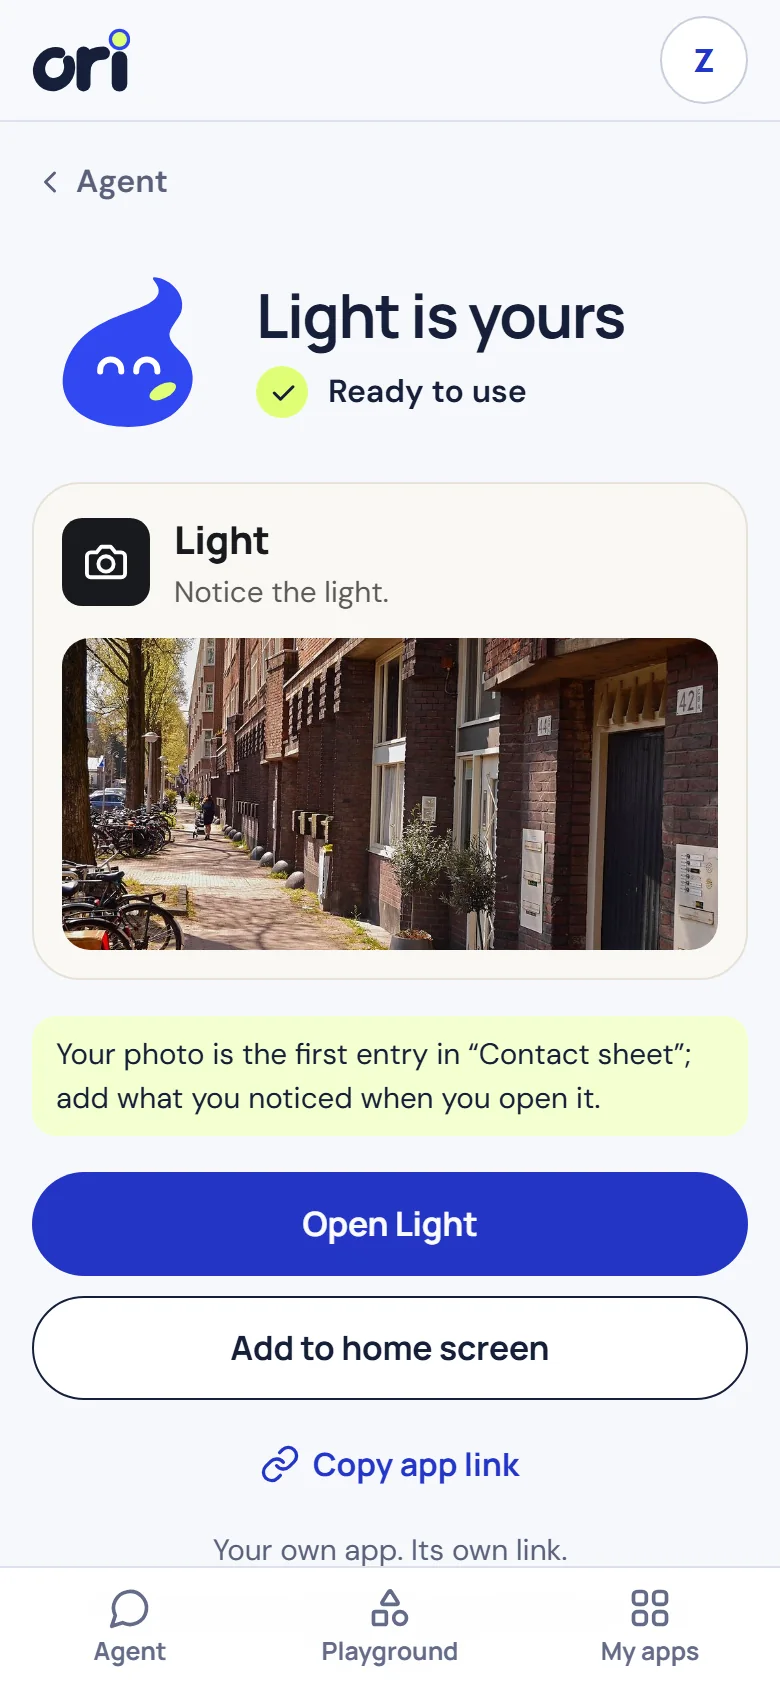 ori
Z
Agent
Light is yours
Ready to use
Light
Notice the light.
44
42
Your photo is the first entry in “Contact sheet”;
add what you noticed when you open it.
Open Light
Add to home screen
Copy app link
Your own app. Its own link.
Agent
Playground
My apps